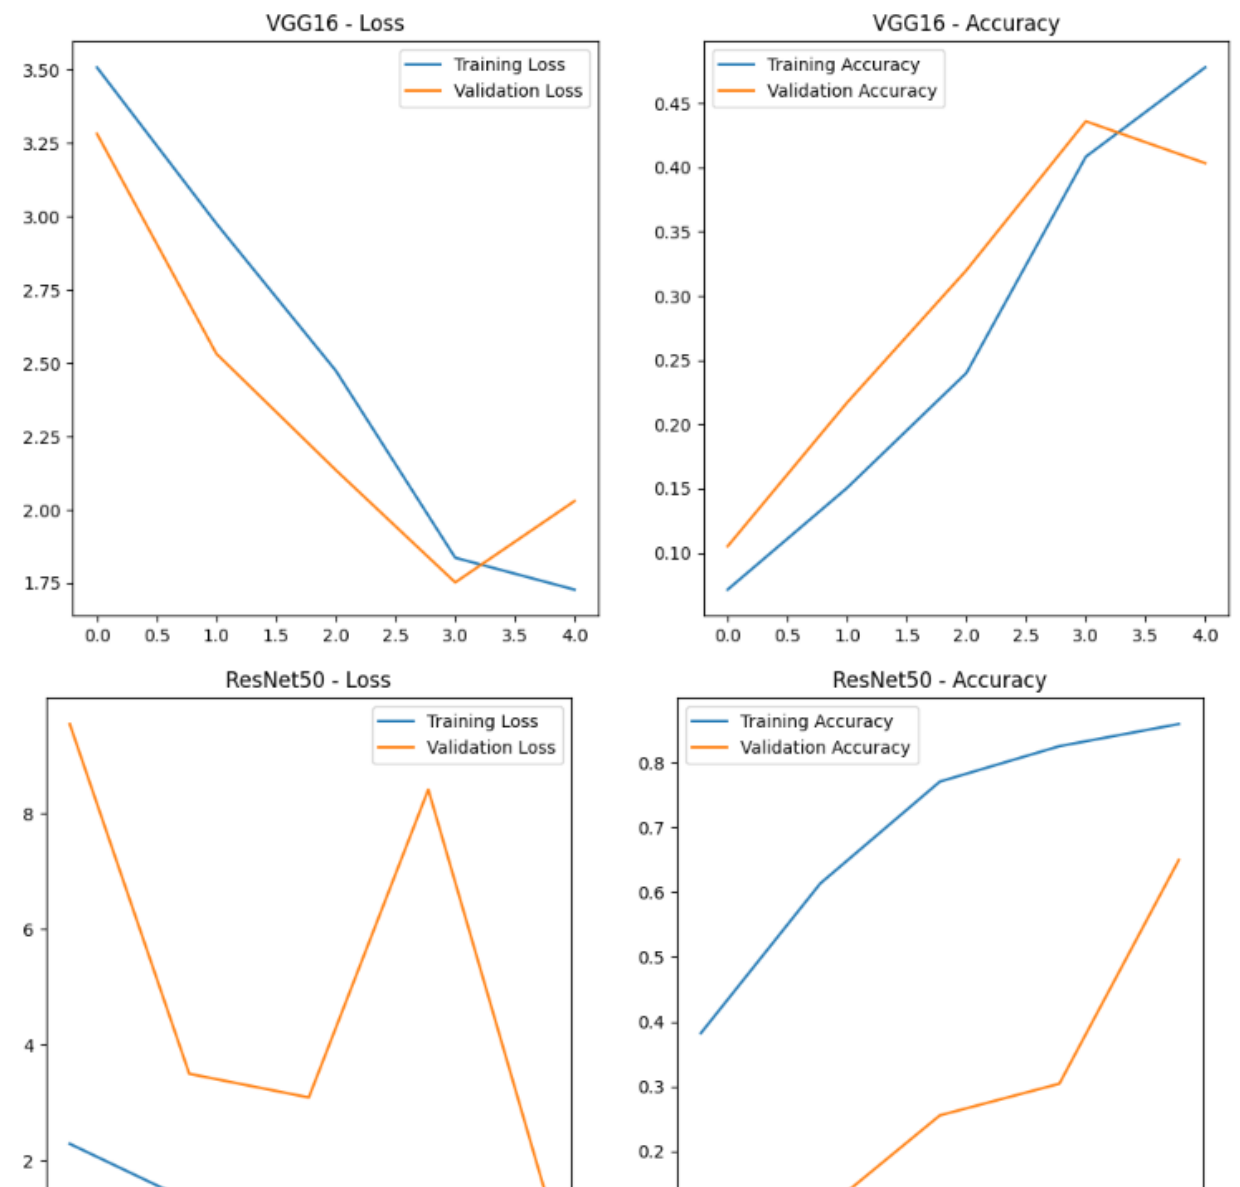 VGG16 - Loss
Training Loss
Validation Loss
3.50
3.25
3.00
2.75
2.50
2.25
2.00
1.75
0.0 0.5 1.0 1.5 2.0 2.5 3.0 3.5 4.0
VGG16 - Accuracy
Training Accuracy
Validation Accuracy
0.45
0.40
0.35
0.30
0.25
0.20
0.15
0.10
0.0 0.5 1.0 1.5 2.0 2.5 3.0 3.5 4.0
ResNet50 - Loss
Training Loss
Validation Loss
8
6
4
2
ResNet50 - Accuracy
Training Accuracy
Validation Accuracy
0.8
0.7
0.6
0.5
0.4
0.3
0.2